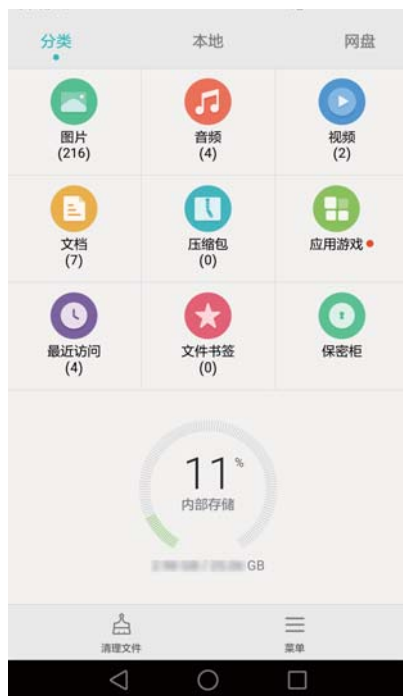 分类 本地 网盘
图片 音频 视频
(216) (4) (2)
文档 压缩包 应用游戏
(7) (0)
最近访问 文件书签 保密柜
(4) (0)
11%
内部存储
GB
清理文件 菜单